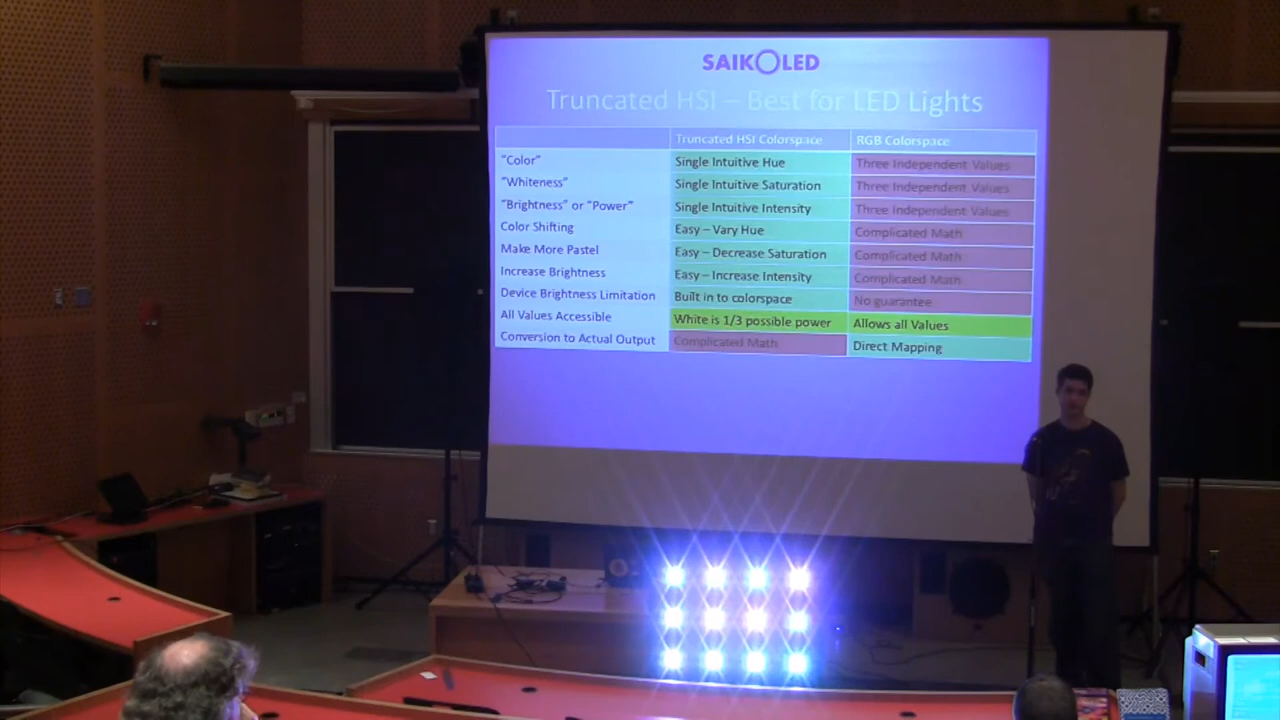 SAIKOLED
Truncated HSI – Best for LED Lights
Truncated HSI Colorspace RGB Colorspace
"Color" Single Intuitive Hue Three Independent Values
"Whiteness" Single Intuitive Saturation Three Independent Values
"Brightness" or "Power" Single Intuitive Intensity Three Independent Values
Color Shifting Easy – Vary Hue Complicated Math
Make More Pastel Easy – Decrease Saturation Complicated Math
Increase Brightness Easy – Increase Intensity Complicated Math
Device Brightness Limitation Built in to colorspace No guarantee
All Values Accessible White is 1/3 possible power Allows all Values
Conversion to Actual Output Complicated Math Direct Mapping